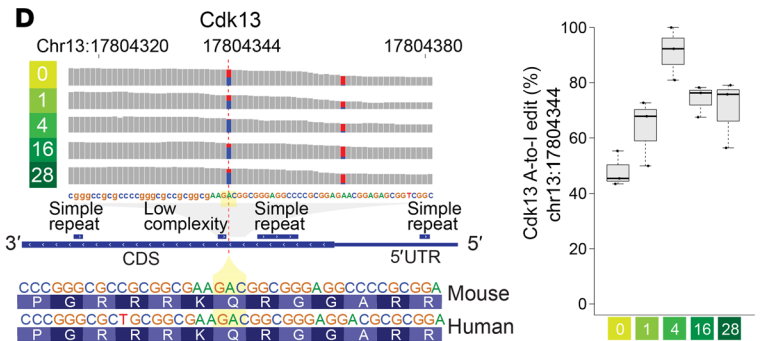 D
Cdk13
Chr13:17804320 17804344 17804380
0
1
4
16
28
cgggccgcgccccgggcgccgcggcgaAGACGGCGGGAGGCCCCGCGGAGAACGGAGAGCGGTCGGC
Simple repeat
Low complexity
Simple repeat
Simple repeat
3′ 5′
CDS 5′UTR
CCCGGGCGCCGCGGCGAAGACGGCGGGAGGCCCCGCGGA Mouse
P G R R R K Q R G G A R R
CCCGGGCGCTGCGGCGAAGACGGCGGGAGGACGCGCGGA Human
P G R R R K Q R G G A R R
Cdk13 A-to-I edit (%)
chr13:17804344
100
80
60
40
20
0
0 1 4 16 28